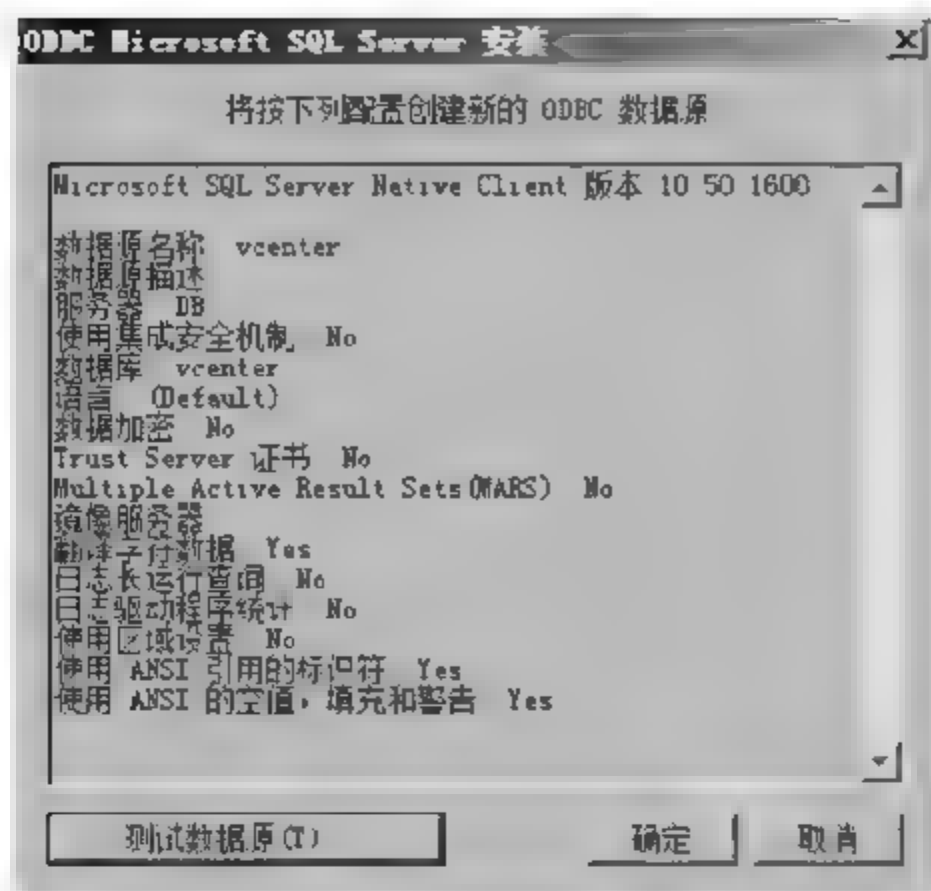 ODBC Microsoft SQL Server 安装
将按下列配置创建新的 ODBC 数据源
Microsoft SQL Server Native Client 版本 10 50 1600
数据源名称 vcenter
数据源描述
服务器 DB
使用集成安全机制 No
数据库 vcenter
语言 (Default)
数据加密 No
Trust Server 证书 No
Multiple Active Result Sets(MARS) No
镜像服务器
翻译字符数据 Yes
日志长运行查询 No
日志驱动程序统计 No
使用区域设置 No
使用 ANSI 引用的标识符 Yes
使用 ANSI 的空值，填充和警告 Yes
测试数据源(T)
确定
取消